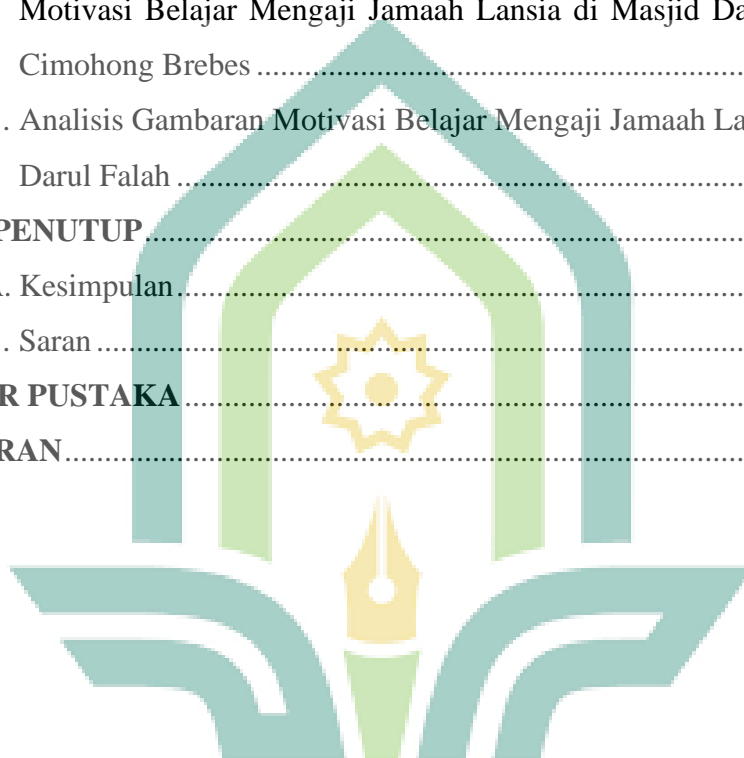 Motivasi Belajar Mengaji Jamaah Lansia di Masjid Da
Cimohong Brebes ........................................................................
. Analisis Gambaran Motivasi Belajar Mengaji Jamaah La
Darul Falah ........................................................................
PENUTUP ........................................................................
. Kesimpulan ........................................................................
. Saran ........................................................................
R PUSTAKA ........................................................................
RAN ........................................................................